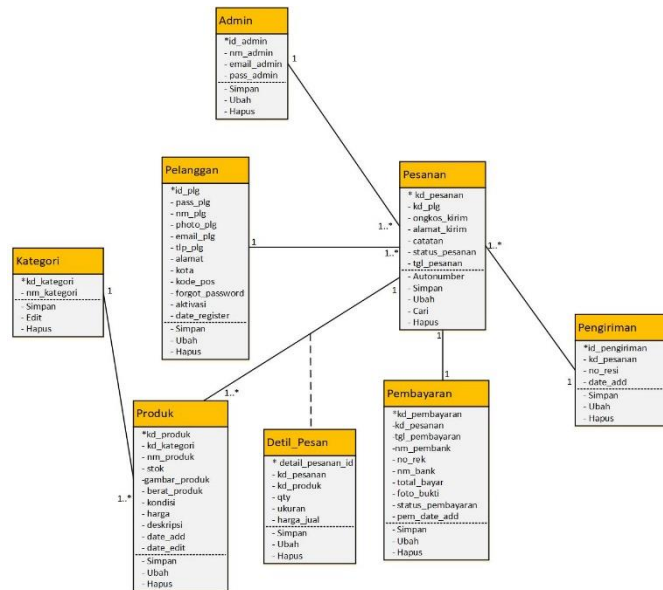 Admin
*id_admin
- nm_admin
- email_admin
- pass_admin
- Simpan
- Ubah
- Hapus
1
1..*
Pelanggan
*id_plg
- pass_plg
- nm_plg
- photo_plg
- email_plg
- tlp_plg
- alamat
- kota
- kode_pos
- forgot_password
- aktivasi
- date_register
- Simpan
- Ubah
- Hapus
1
1..*
Pesanan
* kd_pesanan
- kd_plg
- ongkos_kirim
- alamat_kirim
- catatan
- status_pesanan
- tgl_pesanan
- Autonumber
- Simpan
- Ubah
- Cari
- Hapus
1..*
1
1
Kategori
*kd_kategori
- nm_kategori
- Simpan
- Edit
- Hapus
1
1..*
Pengiriman
*id_pengiriman
- kd_pesanan
- no_resi
- date_add
- Simpan
- Ubah
- Hapus
1
Produk
*kd_produk
- kd_kategori
- nm_produk
- stok
-gambar_produk
- berat_produk
- kondisi
- harga
- deskripsi
- date_add
- date_edit
- Simpan
- Ubah
- Hapus
1..*
Detil_Pesan
* detail_pesanan_id
- kd_pesanan
- kd_produk
- qty
- ukuran
- harga_jual
- Simpan
- Ubah
- Hapus
1
Pembayaran
*kd_pembayaran
-kd_pesanan
-tgl_pembayaran
-nm_pembank
- no_rek
- nm_bank
- total_bayar
- foto_bukti
- status_pembayaran
- pem_date_add
- Simpan
- Ubah
- Hapus